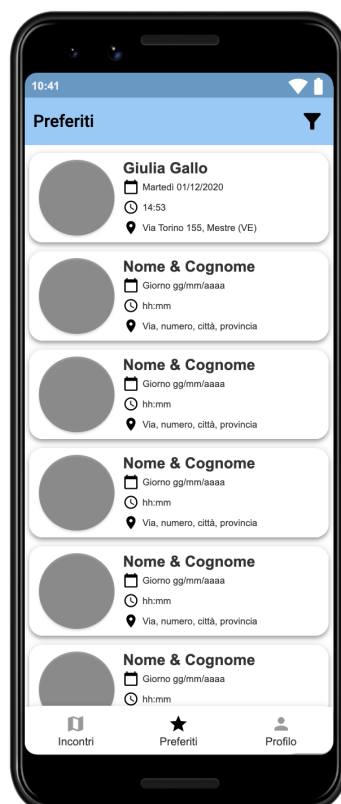 10:41
Preferiti
Giulia Gallo
Martedì 01/12/2020
14:53
Via Torino 155, Mestre (VE)
Nome & Cognome
Giorno gg/mm/aaaa
hh:mm
Via, numero, città, provincia
Nome & Cognome
Giorno gg/mm/aaaa
hh:mm
Via, numero, città, provincia
Nome & Cognome
Giorno gg/mm/aaaa
hh:mm
Via, numero, città, provincia
Nome & Cognome
Giorno gg/mm/aaaa
hh:mm
Via, numero, città, provincia
Nome & Cognome
Giorno gg/mm/aaaa
hh:mm
Incontri Preferiti Profilo